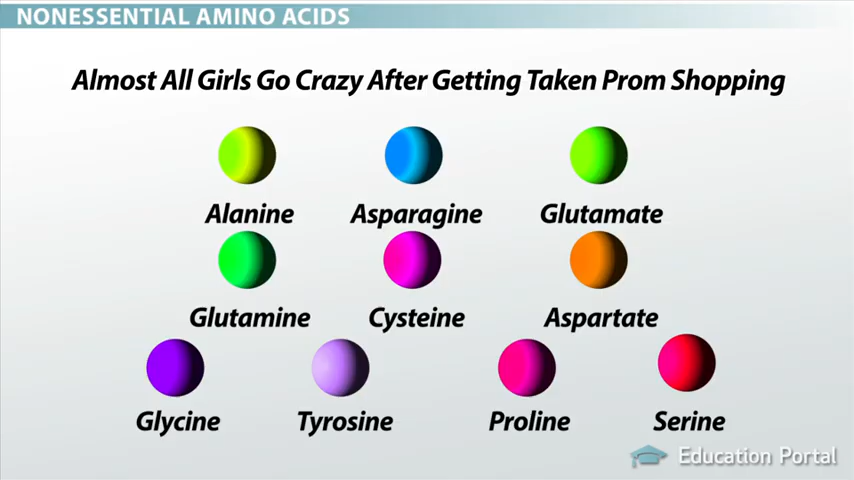 NONESSENTIAL AMINO ACIDS
Almost All Girls Go Crazy After Getting Taken Prom Shopping
Alanine Asparagine Glutamate
Glutamine Cysteine Aspartate
Glycine Tyrosine Proline Serine
Education Portal